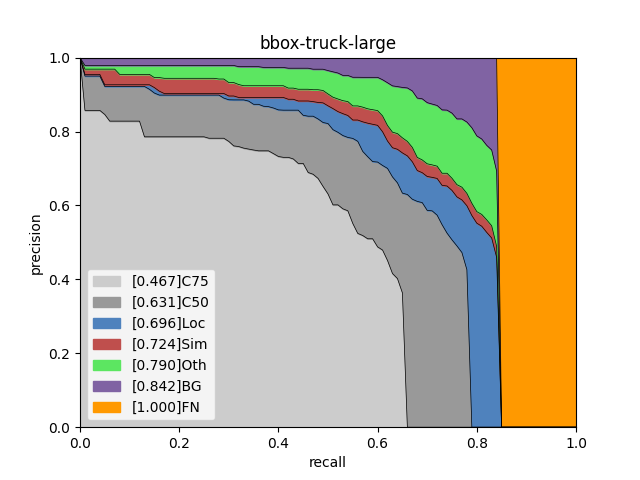 bbox-truck-large
1.0
0.8
0.6
0.4
0.2
0.0
precision
[0.467]C75
[0.631]C50
[0.696]Loc
[0.724]Sim
[0.790]Oth
[0.842]BG
[1.000]FN
0.0 0.2 0.4 0.6 0.8 1.0
recall